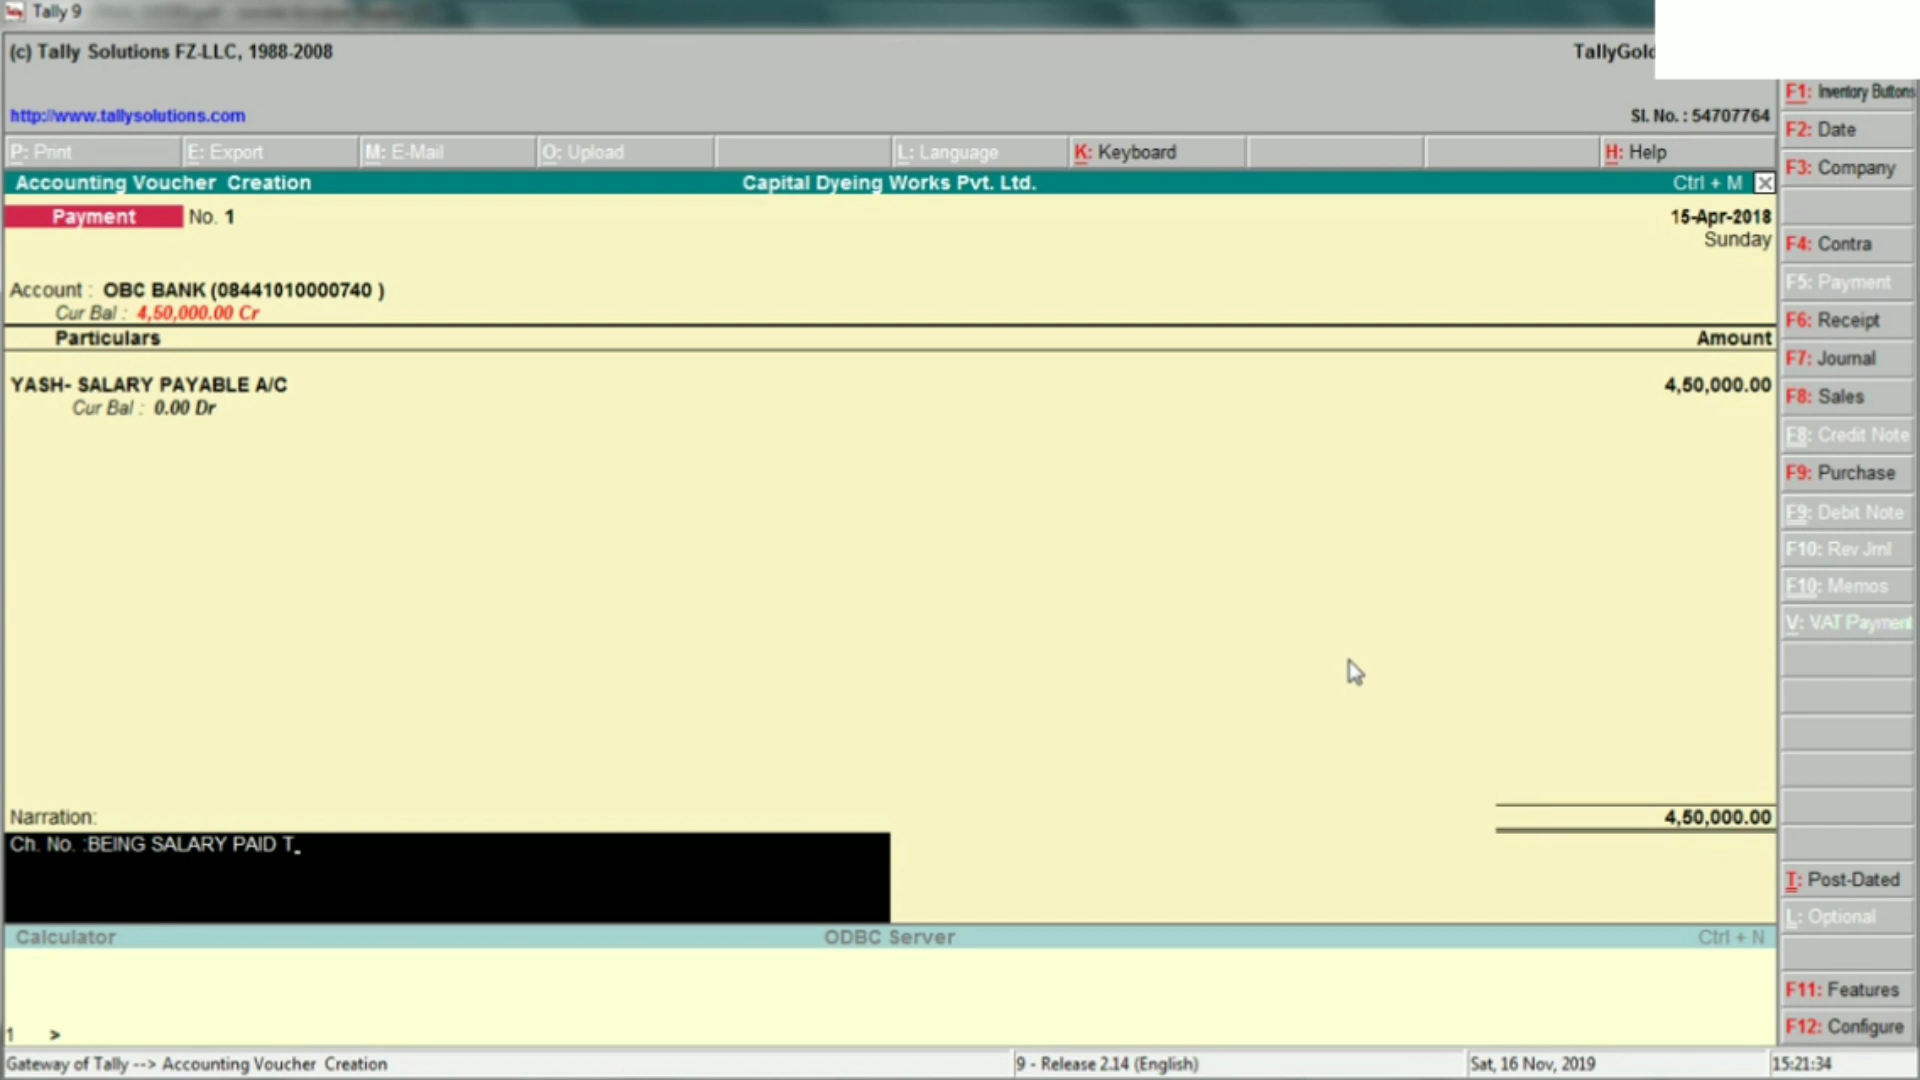 Tally 9
(c) Tally Solutions FZ-LLC, 1988-2008
TallyGold
http://www.tallysolutions.com
Sl. No. : 54707764
P: Print E: Export M: E-Mail O: Upload L: Language K: Keyboard H: Help
Accounting Voucher Creation Capital Dyeing Works Pvt. Ltd. Ctrl + M
Payment No. 1 15-Apr-2018
Sunday
Account : OBC BANK (08441010000740 )
Cur Bal : 4,50,000.00 Cr
Particulars Amount
YASH- SALARY PAYABLE A/C 4,50,000.00
Cur Bal : 0.00 Dr
Narration: 4,50,000.00
Ch. No. :BEING SALARY PAID T
Calculator ODBC Server Ctrl + N
1 >
Gateway of Tally --> Accounting Voucher Creation 9 - Release 2.14 (English) Sat, 16 Nov, 2019 15:21:34
F1: Inventory Buttons
F2: Date
F3: Company
F4: Contra
F5: Payment
F6: Receipt
F7: Journal
F8: Sales
F8: Credit Note
F9: Purchase
F9: Debit Note
F10: Rev Jrnl
F10: Memos
V: VAT Payment
T: Post-Dated
L: Optional
F11: Features
F12: Configure